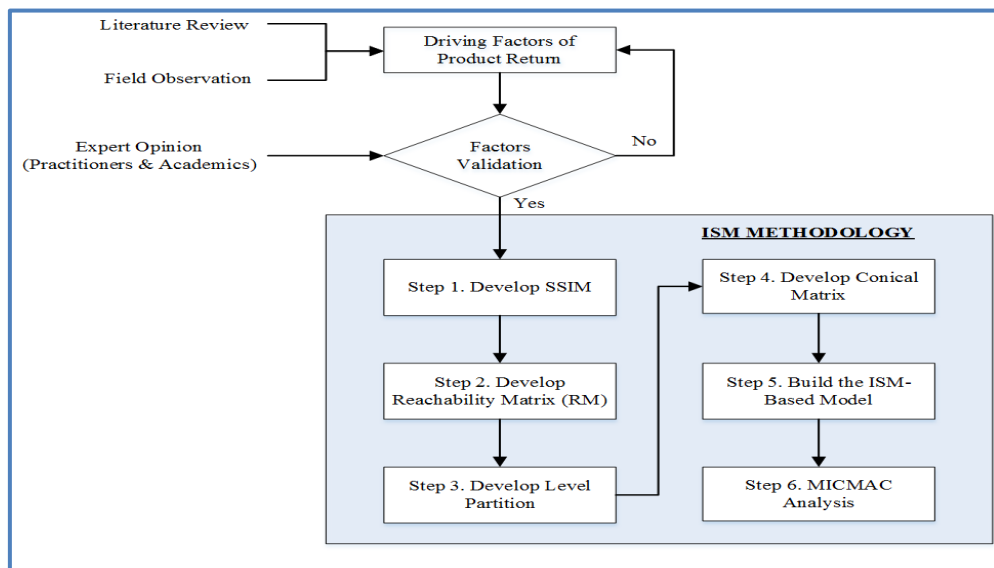 Literature Review
Field Observation
Driving Factors of
Product Return
Expert Opinion
(Practitioners & Academics)
Factors
Validation
No
Yes
ISM METHODOLOGY
Step 1. Develop SSIM
Step 2. Develop
Reachability Matrix (RM)
Step 3. Develop Level
Partition
Step 4. Develop Conical
Matrix
Step 5. Build the ISM-
Based Model
Step 6. MICMAC
Analysis